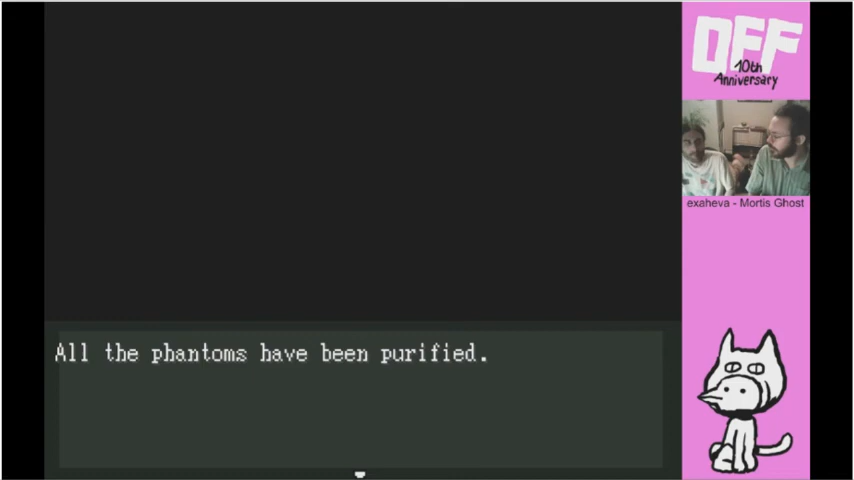 OFF
10th
Anniversary
exaheva - Mortis Ghost
All the phantoms have been purified.